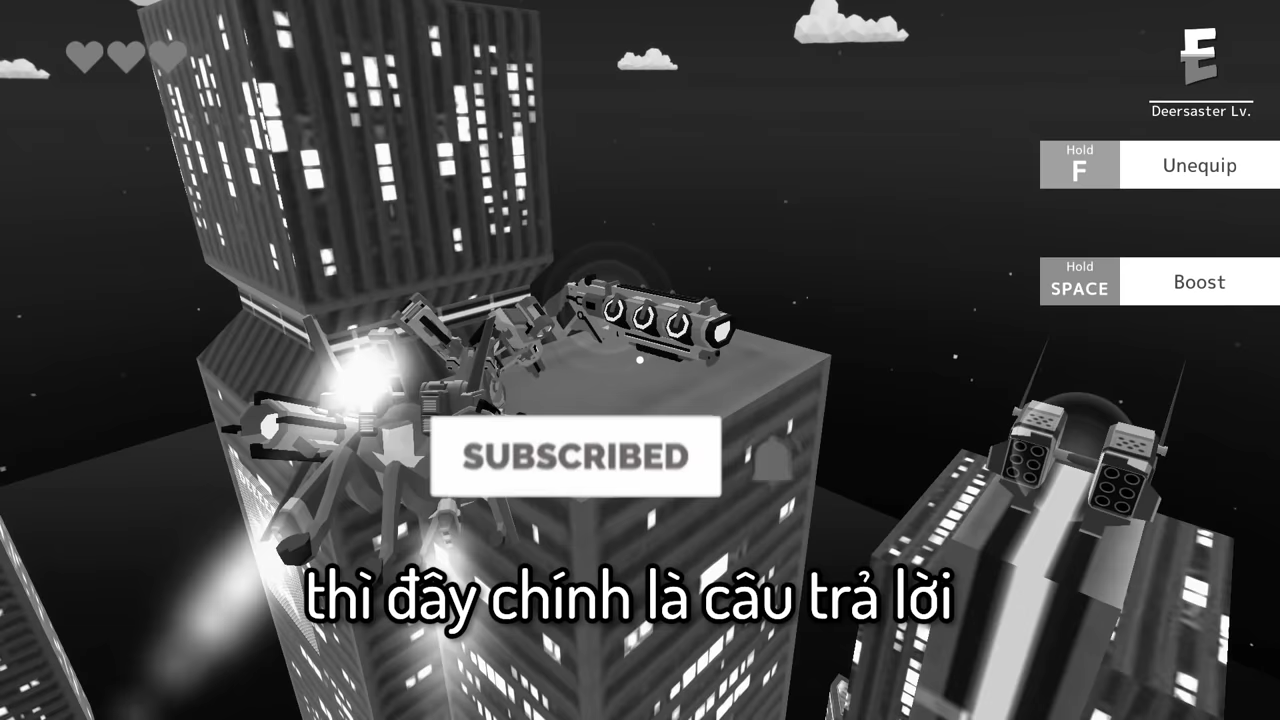 E
Deersaster Lv.
Hold
F
Unequip
Hold
SPACE
Boost
SUBSCRIBED
thì đây chính là câu trả lời